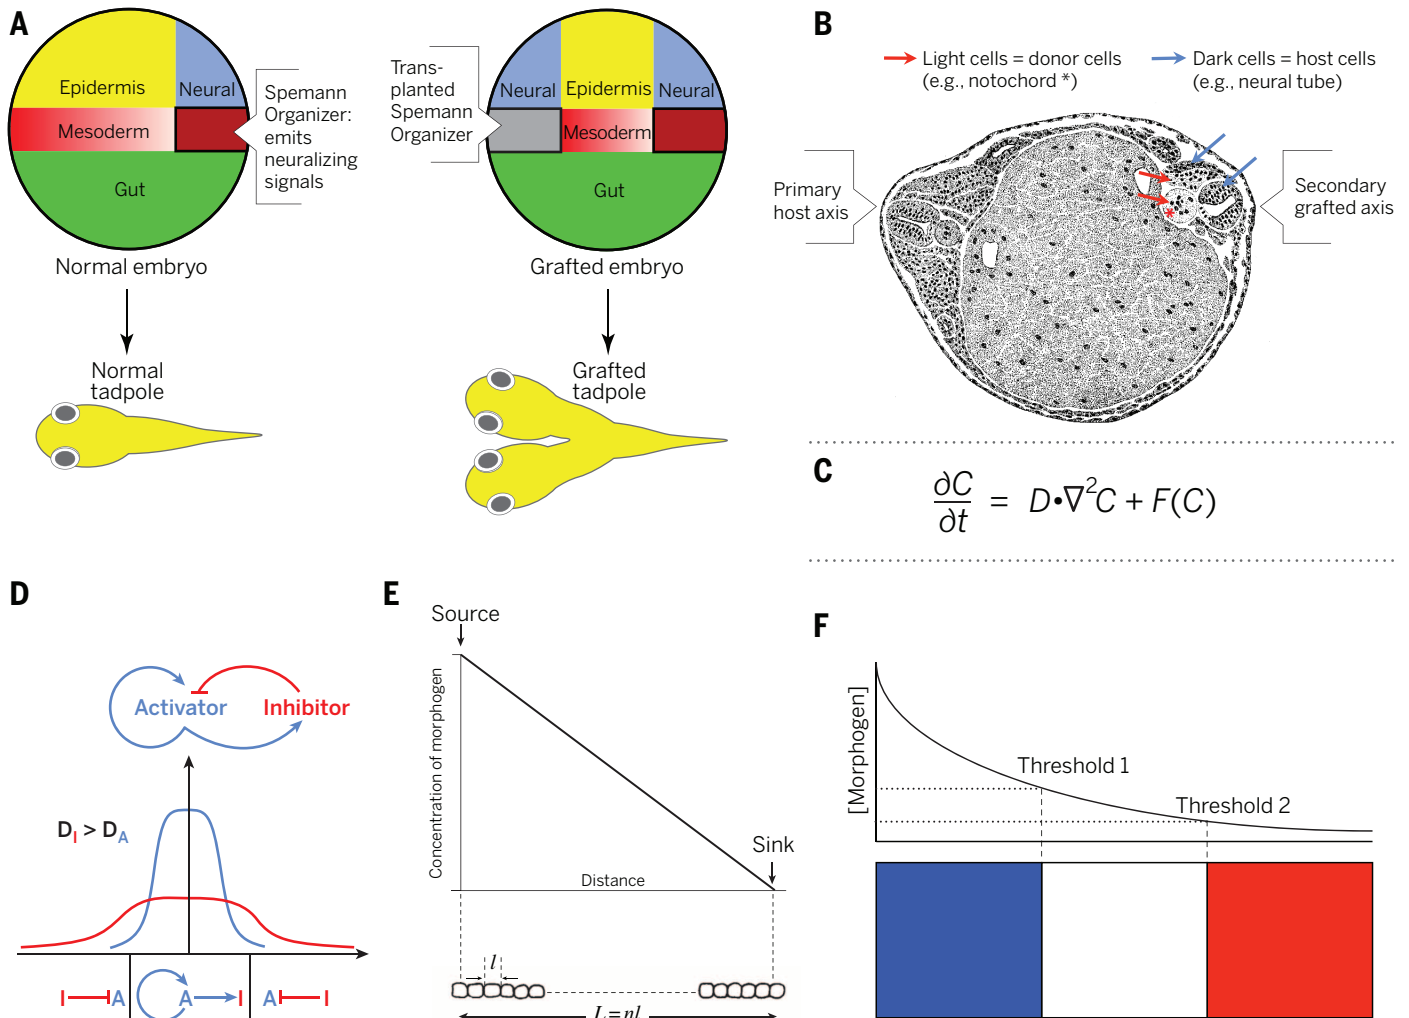 A
Epidermis
Neural
Mesoderm
Gut
Spemann
Organizer:
emits
neuralizing
signals
Normal embryo
Normal
tadpole
Trans-
planted
Spemann
Organizer
Neural
Epidermis
Neural
Mesoderm
Gut
Grafted embryo
Grafted
tadpole
B
Light cells = donor cells
(e.g., notochord *)
Dark cells = host cells
(e.g., neural tube)
Primary
host axis
*
Secondary
grafted axis
C
∂C/∂t = D•∇²C + F(C)
D
Activator
Inhibitor
D_I > D_A
I A
A I
A I
E
Source
Concentration of morphogen
Sink
Distance
l
L = nl
F
[Morphogen]
Threshold 1
Threshold 2